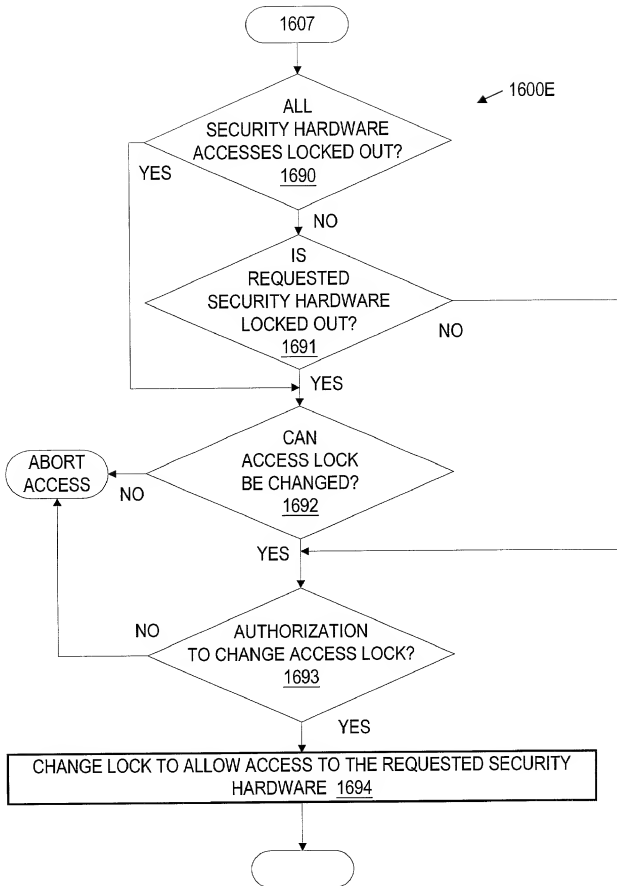 1607
1600E
ALL
SECURITY HARDWARE
ACCESSES LOCKED OUT?
1690
YES
NO
IS
REQUESTED
SECURITY HARDWARE
LOCKED OUT?
1691
NO
YES
CAN
ACCESS LOCK
BE CHANGED?
1692
ABORT
ACCESS
NO
YES
NO
AUTHORIZATION
TO CHANGE ACCESS LOCK?
1693
YES
CHANGE LOCK TO ALLOW ACCESS TO THE REQUESTED SECURITY
HARDWARE 1694